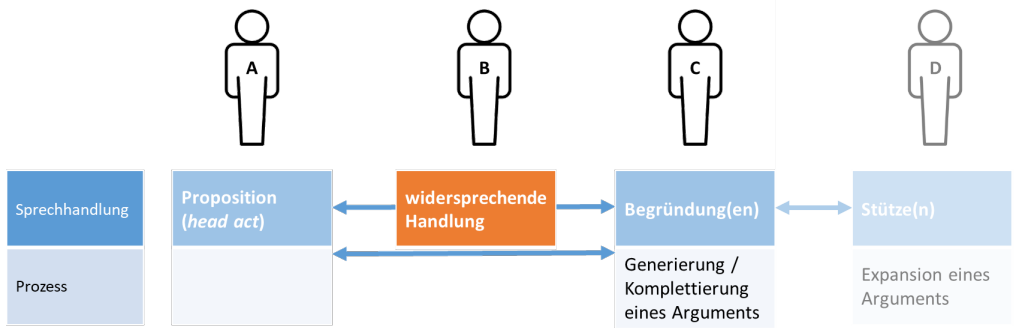 A
B
C
D
Sprechhandlung
Proposition
(head act)
widersprechende
Handlung
Begründung(en)
Stütze(n)
Prozess
Generierung /
Komplettierung
eines Arguments
Expansion eines
Arguments